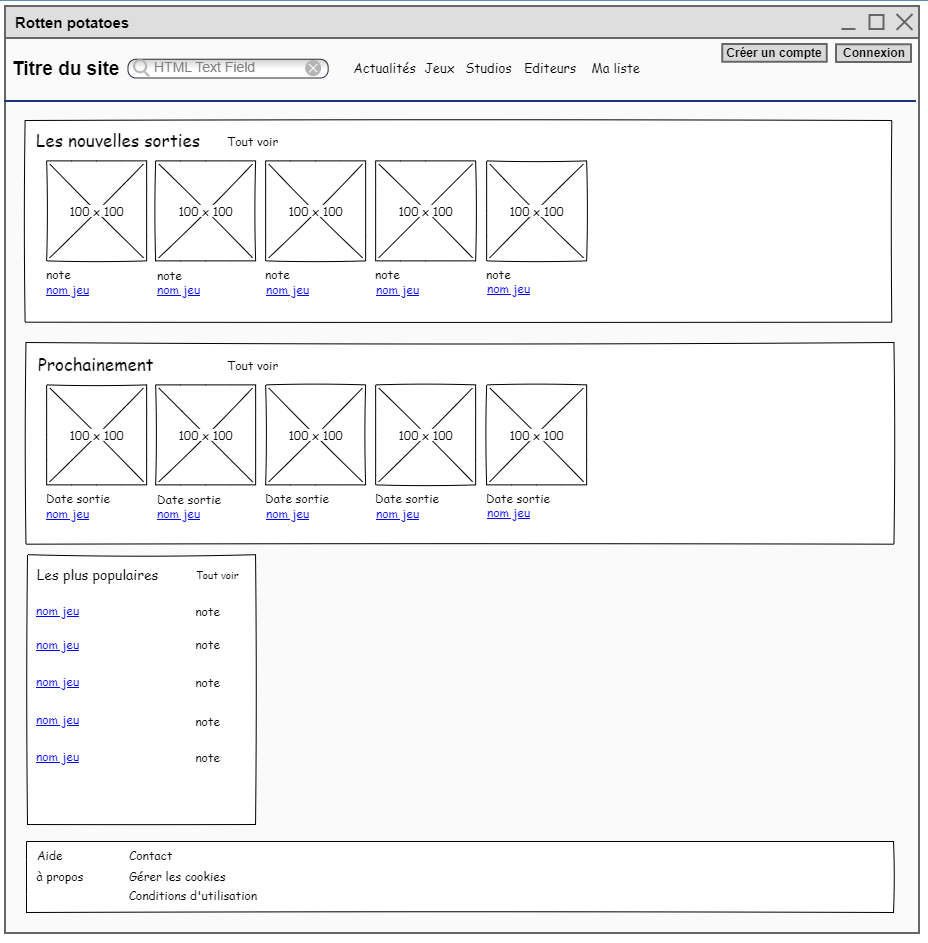 Rotten potatoes
Créer un compte Connexion
Titre du site HTML Text Field Actualités Jeux Studios Editeurs Ma liste
Les nouvelles sorties Tout voir
100 x 100 100 x 100 100 x 100 100 x 100 100 x 100
note note note note note
nom jeu nom jeu nom jeu nom jeu nom jeu
Prochainement Tout voir
100 x 100 100 x 100 100 x 100 100 x 100 100 x 100
Date sortie Date sortie Date sortie Date sortie Date sortie
nom jeu nom jeu nom jeu nom jeu nom jeu
Les plus populaires Tout voir
nom jeu note
nom jeu note
nom jeu note
nom jeu note
nom jeu note
Aide Contact
à propos Gérer les cookies
Conditions d'utilisation